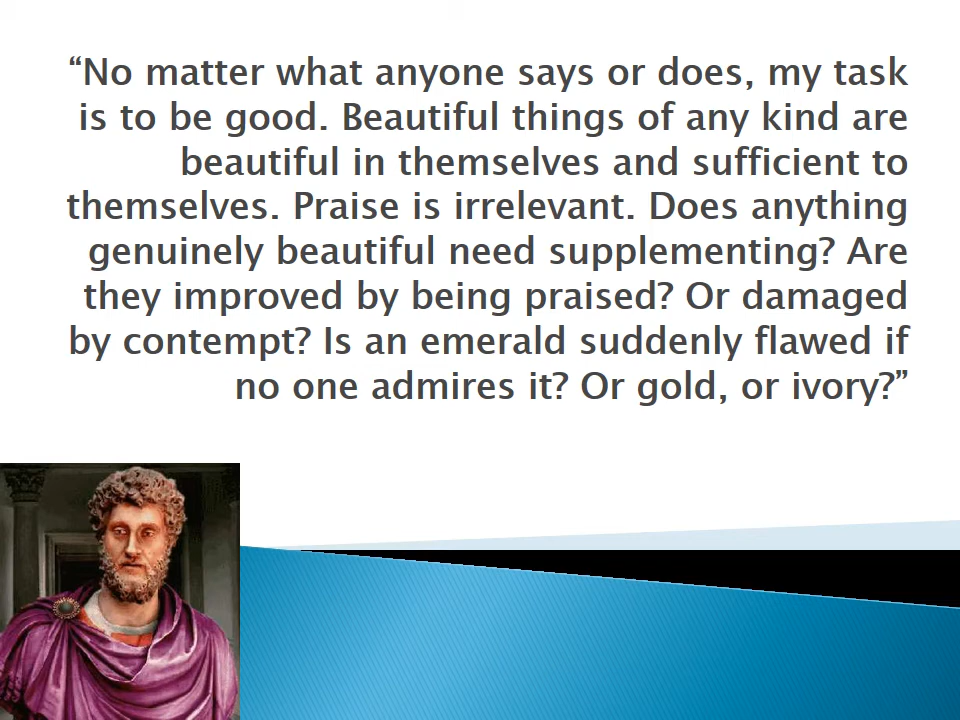 “No matter what anyone says or does, my task
is to be good. Beautiful things of any kind are
beautiful in themselves and sufficient to
themselves. Praise is irrelevant. Does anything
genuinely beautiful need supplementing? Are
they improved by being praised? Or damaged
by contempt? Is an emerald suddenly flawed if
no one admires it? Or gold, or ivory?”